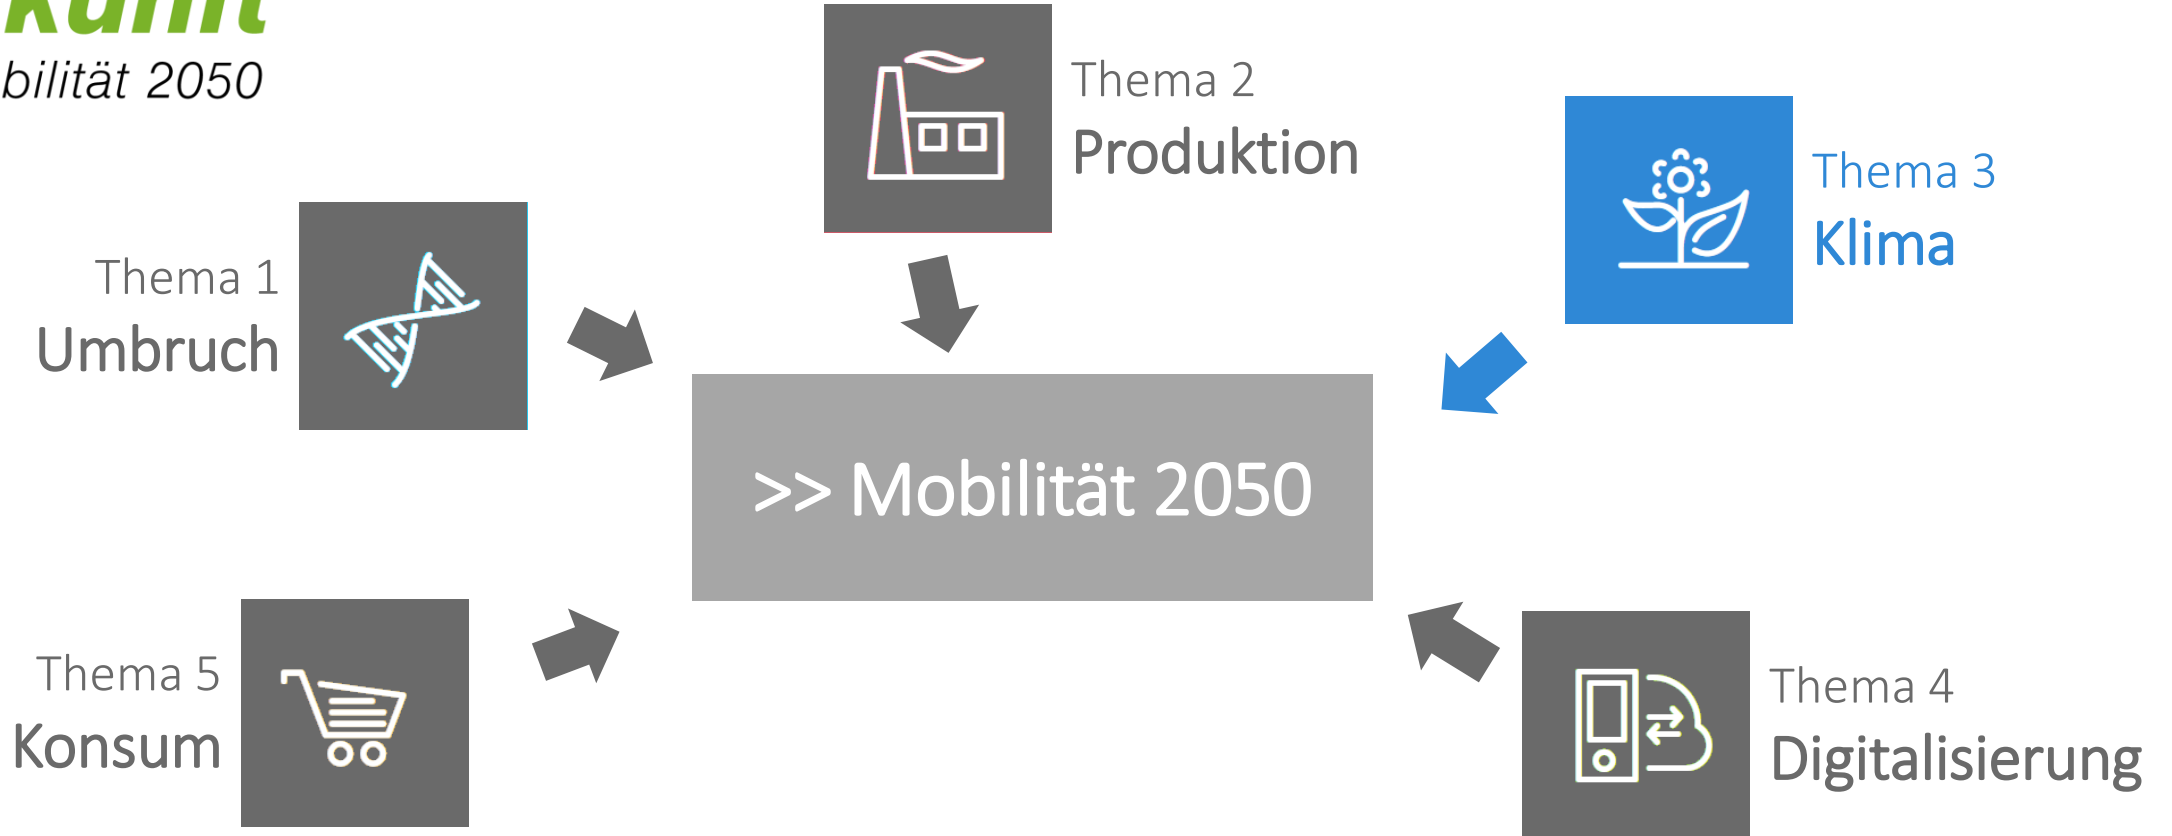 bilität 2050
Thema 2
Produktion
Thema 3
Klima
Thema 1
Umbruch
>> Mobilität 2050
Thema 5
Konsum
Thema 4
Digitalisierung